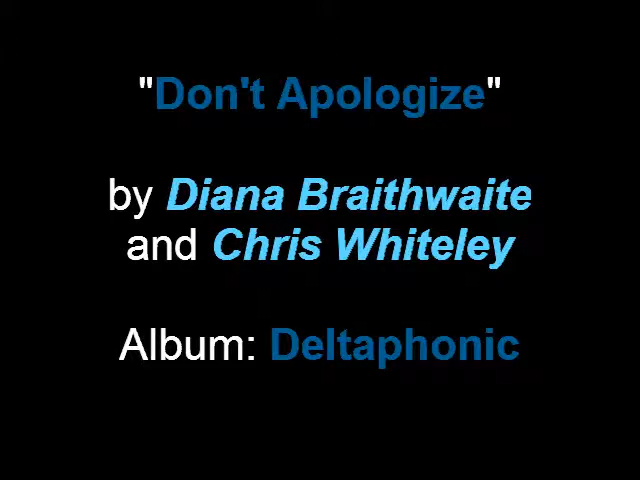 "Don't Apologize"
by Diana Braithwaite
and Chris Whiteley
Album: Deltaphonic